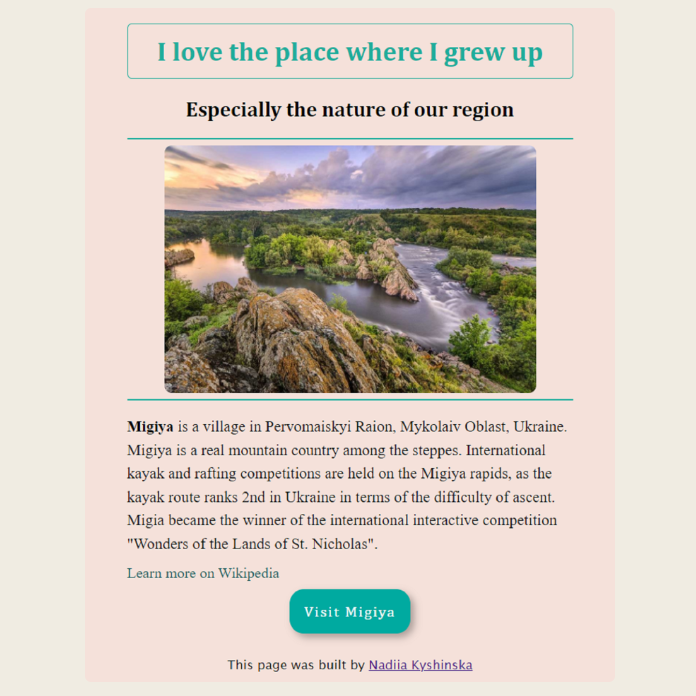 I love the place where I grew up
Especially the nature of our region
Migiya is a village in Pervomaiskyi Raion, Mykolaiv Oblast, Ukraine.
Migiya is a real mountain country among the steppes. International
kayak and rafting competitions are held on the Migiya rapids, as the
kayak route ranks 2nd in Ukraine in terms of the difficulty of ascent.
Migia became the winner of the international interactive competition
"Wonders of the Lands of St. Nicholas".
Learn more on Wikipedia
Visit Migiya
This page was built by Nadiia Kyshinska